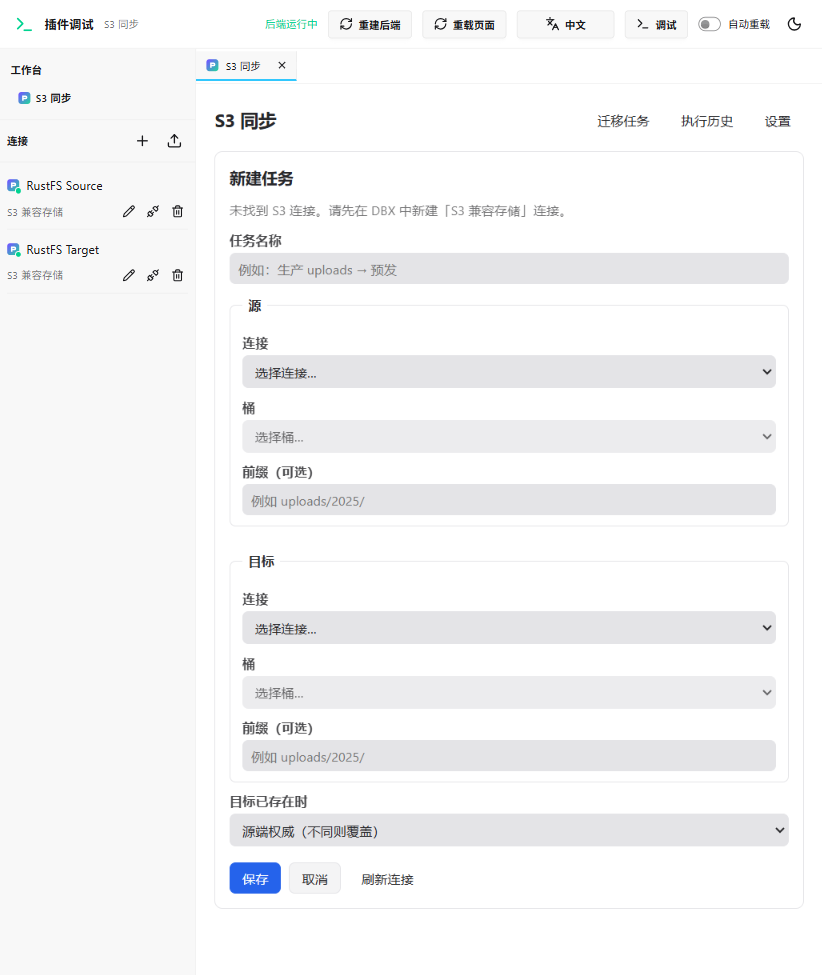 插件调试 S3 同步 后端运行中 重建后端 重载页面 中文 调试 自动重载
工作台
S3 同步
连接
RustFS Source
S3 兼容存储
RustFS Target
S3 兼容存储
S3 同步
S3 同步 迁移任务 执行历史 设置
新建任务
未找到 S3 连接。请先在 DBX 中新建「S3 兼容存储」连接。
任务名称
例如：生产 uploads → 预发
源
连接
选择连接...
桶
选择桶...
前缀（可选）
例如 uploads/2025/
目标
连接
选择连接...
桶
选择桶...
前缀（可选）
例如 uploads/2025/
目标已存在时
源端权威（不同则覆盖）
保存 取消 刷新连接